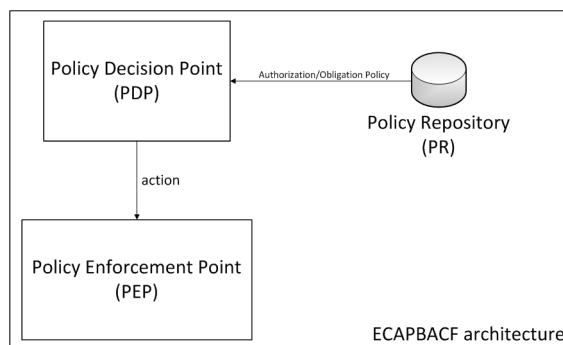 Policy Decision Point
(PDP)
Authorization/Obligation Policy
Policy Repository
(PR)
action
Policy Enforcement Point
(PEP)
ECAPBACF architecture